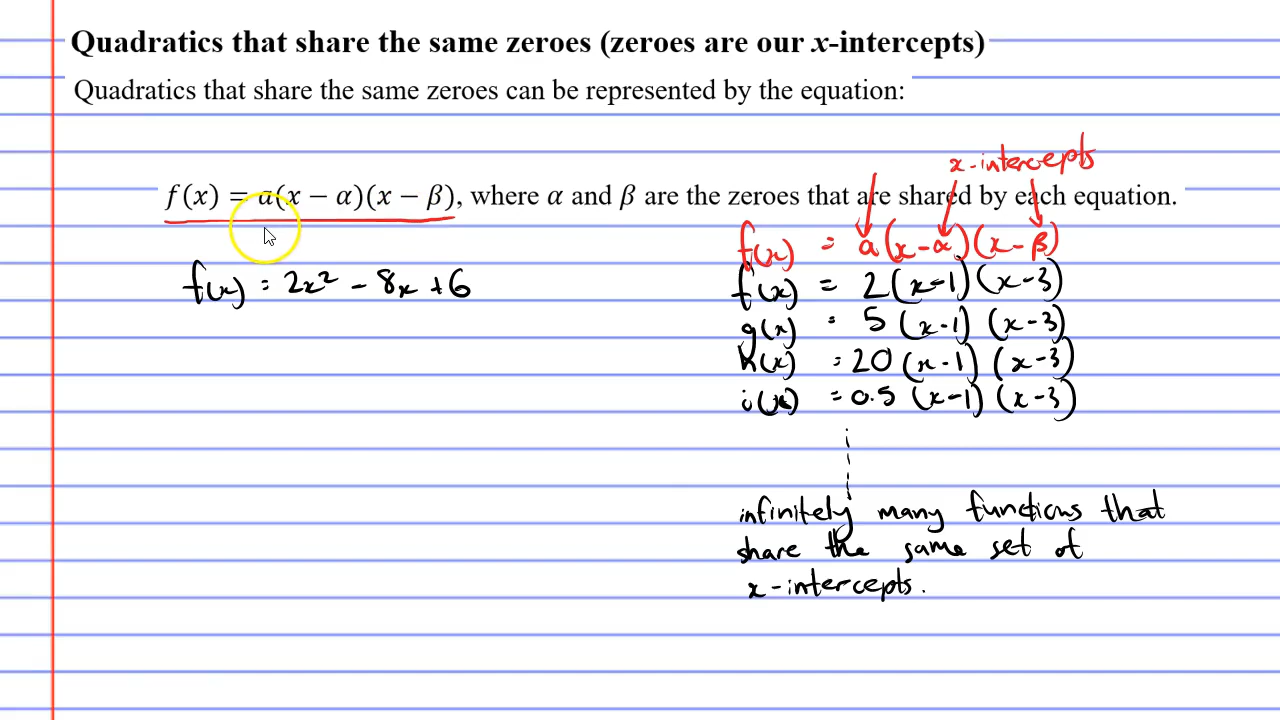 Quadratics that share the same zeroes (zeroes are our x-intercepts)
Quadratics that share the same zeroes can be represented by the equation:
x-intercepts
f(x) = a(x − α)(x − β), where α and β are the zeroes that are shared by each equation.
f(x) = a(x-α)(x-β)
f(x) = 2x² - 8x + 6
f(x) = 2(x-1)(x-3)
g(x) = 5(x-1)(x-3)
h(x) = 20(x-1)(x-3)
i(x) = 0.5(x-1)(x-3)
infinitely many functions that
share the same set of
x-intercepts.